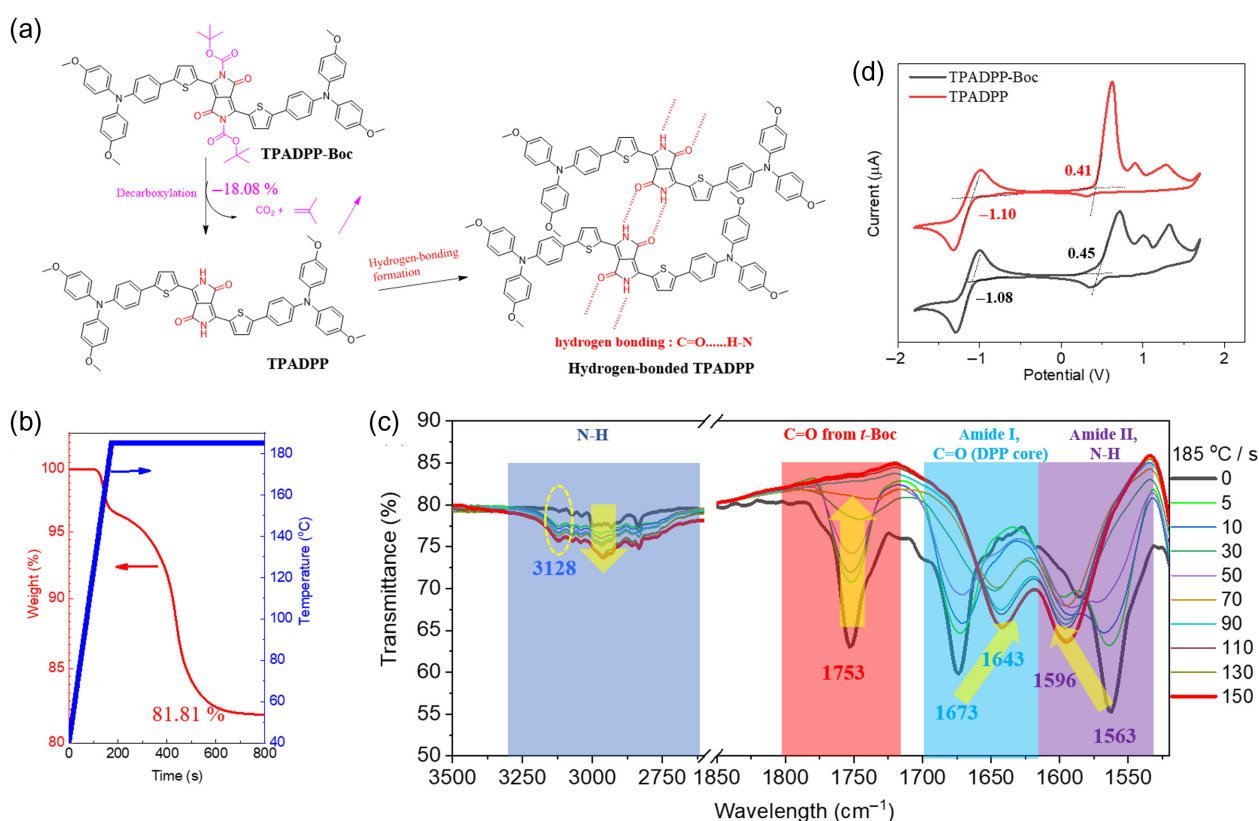 (a)
TPADPP-Boc
Decarboxylation
–18.08 %
CO2 +
Hydrogen-bonding
formation
TPADPP
hydrogen bonding : C=O......H-N
Hydrogen-bonded TPADPP
(d)
TPADPP-Boc
TPADPP
0.41
–1.10
0.45
–1.08
Current (μA)
–2 –1 0 1 2
Potential (V)
(b)
100
95
90
85
80
Weight (%)
81.81 %
180
160
140
120
100
80
60
40
Temperature (°C)
0 200 400 600 800
Time (s)
(c)
N-H
C=O from t-Boc
Amide I,
C=O (DPP core)
Amide II,
N-H
3128
1753
1673
1643
1596
1563
90
85
80
75
70
65
60
55
50
Transmittance (%)
3500 3250 3000 2750 1850 1750 1700 1650 1600 1550
Wavelength (cm–1)
185 °C / s
0
5
10
30
50
70
90
110
130
150